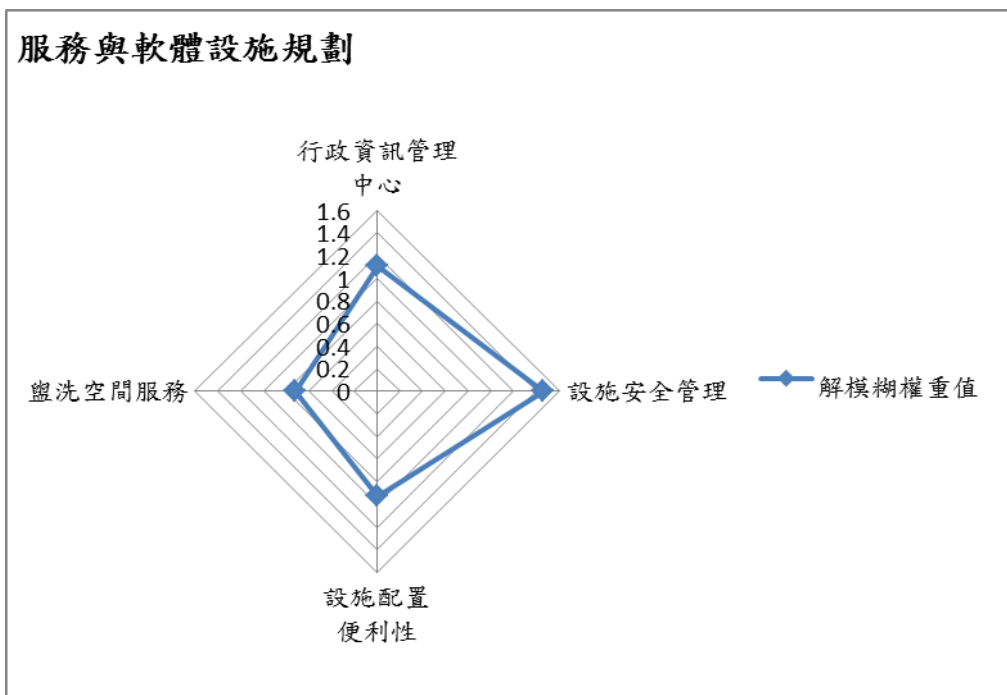 服務與軟體設施規劃
行政資訊管理
中心
1.6
1.4
1.2
1
0.8
0.6
0.4
0.2
0
盥洗空間服務
設施安全管理
解模糊權重值
設施配置
便利性